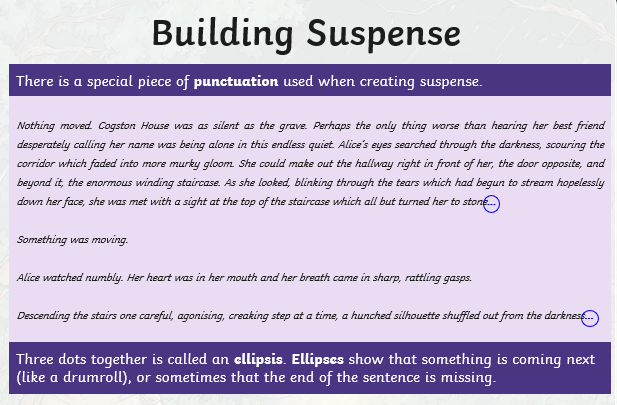 Building Suspense
There is a special piece of punctuation used when creating suspense.
Nothing moved. Cogston House was as silent as the grave. Perhaps the only thing worse than hearing her best friend
desperately calling her name was being alone in this endless quiet. Alice's eyes searched through the darkness, scouring the
corridor which faded into more murky gloom. She could make out the hallway right in front of her, the door opposite, and
beyond it, the enormous winding staircase. As she looked, blinking through the tears which had begun to stream hopelessly
down her face, she was met with a sight at the top of the staircase which all but turned her to stone...
Something was moving.
Alice watched numbly. Her heart was in her mouth and her breath came in sharp, rattling gasps.
Descending the stairs one careful, agonising, creaking step at a time, a hunched silhouette shuffled out from the darkness...
Three dots together is called an ellipsis. Ellipses show that something is coming next
(like a drumroll), or sometimes that the end of the sentence is missing.